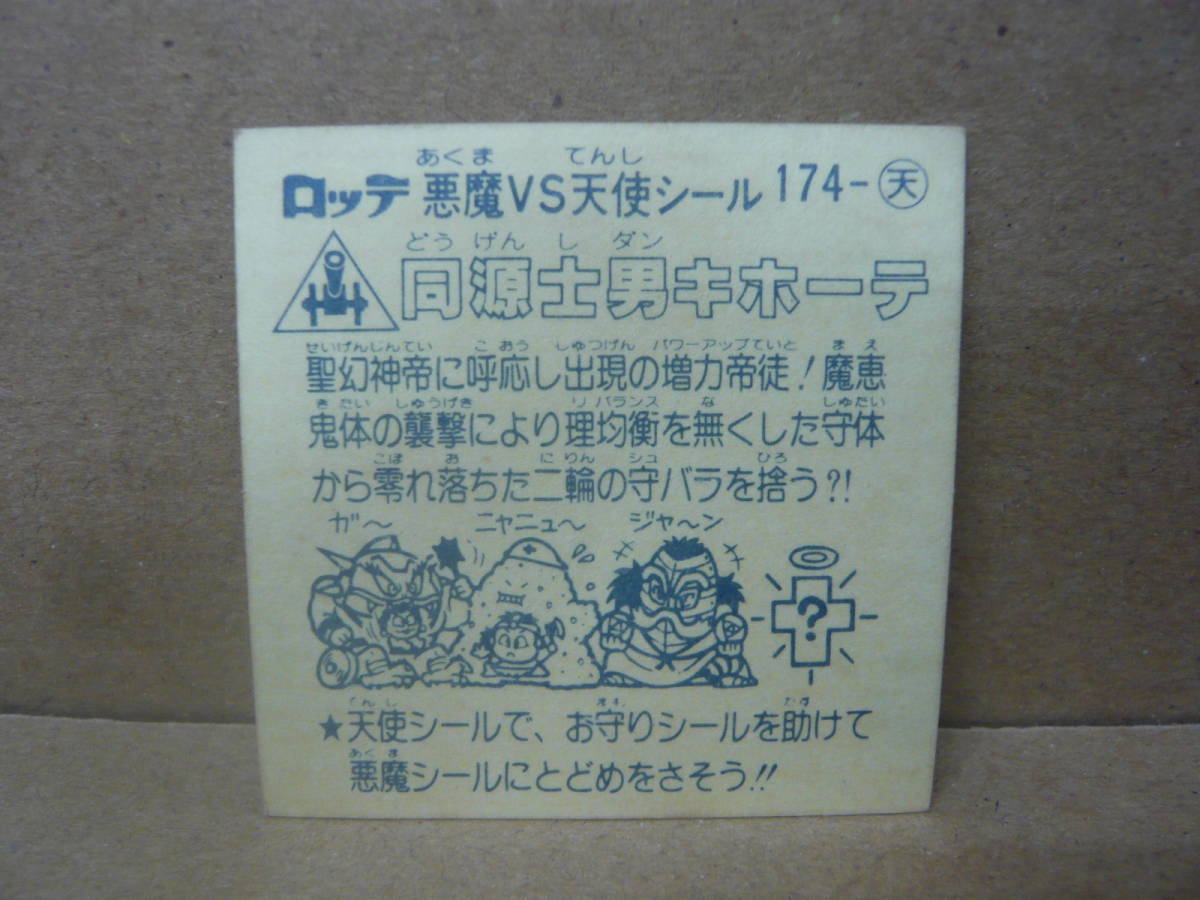 あくま てんし
ロッテ 悪魔VS天使シール 174-天
どう げん し ダン
同源士男キホーテ
せいげんじんてい こ おう しゅつげん パワーアップていと ま え
聖幻神帝に呼応し出現の増力帝徒!魔恵
き たい しゅうげき リ バランス な しゅたい
鬼体の襲撃により理均衡を無くした守体
こぼ お に りん シュ ひろ
から零れ落ちた二輪の守バラを捨う?!
ガ〜 ニャニュ〜 ジャ〜ン
?
てん し まも たす
★天使シールで、お守りシールを助けて
あく ま
悪魔シールにとどめをさそう!!